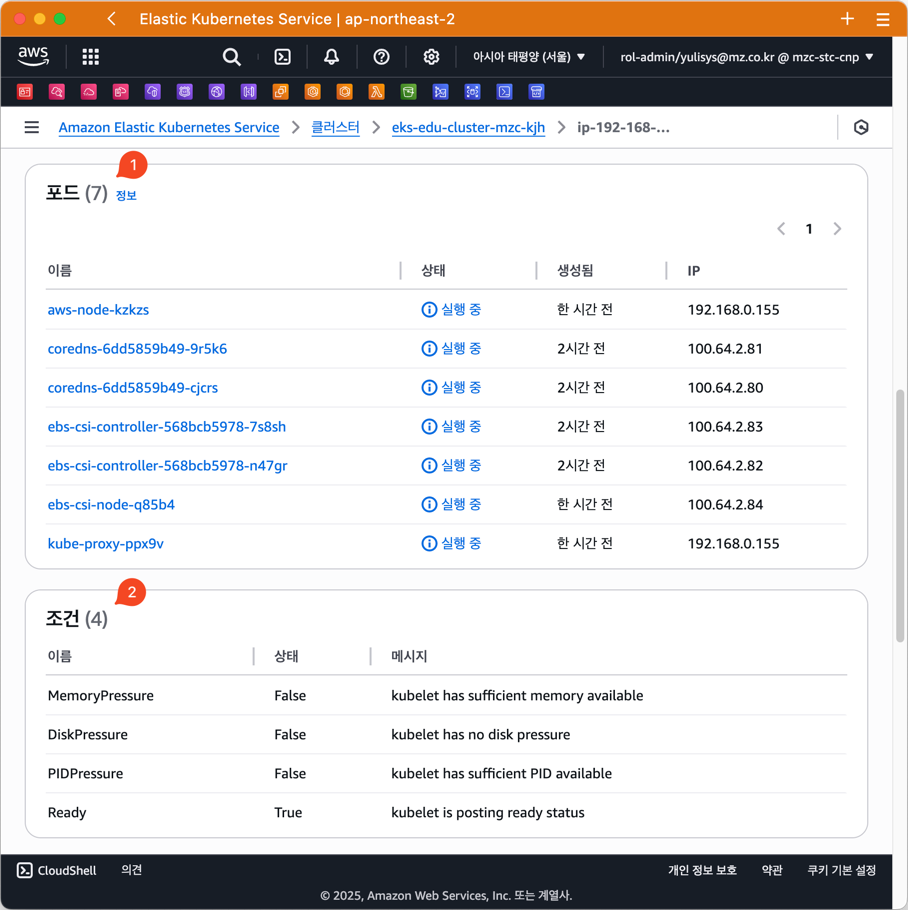 Elastic Kubernetes Service | ap-northeast-2
aws
아시아 태평양 (서울)
rol-admin/yulisys@mz.co.kr @ mzc-stc-cnp
Amazon Elastic Kubernetes Service
클러스터
eks-edu-cluster-mzc-kjh
ip-192-168-...
1
포드 (7) 정보
1
이름 상태 생성됨 IP
aws-node-kzkzs 실행 중 한 시간 전 192.168.0.155
coredns-6dd5859b49-9r5k6 실행 중 2시간 전 100.64.2.81
coredns-6dd5859b49-cjcrs 실행 중 2시간 전 100.64.2.80
ebs-csi-controller-568bcb5978-7s8sh 실행 중 2시간 전 100.64.2.83
ebs-csi-controller-568bcb5978-n47gr 실행 중 2시간 전 100.64.2.82
ebs-csi-node-q85b4 실행 중 한 시간 전 100.64.2.84
kube-proxy-ppx9v 실행 중 한 시간 전 192.168.0.155
2
조건 (4)
이름 상태 메시지
MemoryPressure False kubelet has sufficient memory available
DiskPressure False kubelet has no disk pressure
PIDPressure False kubelet has sufficient PID available
Ready True kubelet is posting ready status
CloudShell 의견 개인 정보 보호 약관 쿠키 기본 설정
© 2025, Amazon Web Services, Inc. 또는 계열사.